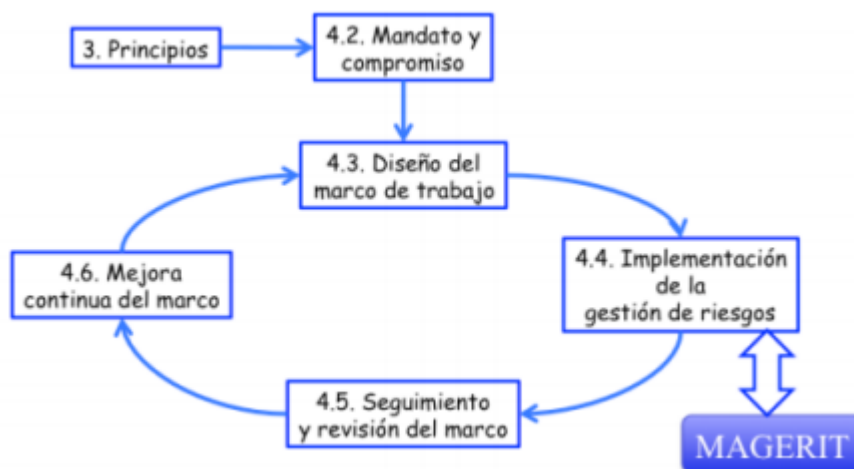 3. Principios
4.2. Mandato y
compromiso
4.3. Diseño del
marco de trabajo
4.6. Mejora
continua del marco
4.4. Implementación
de la
gestión de riesgos
4.5. Seguimiento
y revisión del marco
MAGERIT